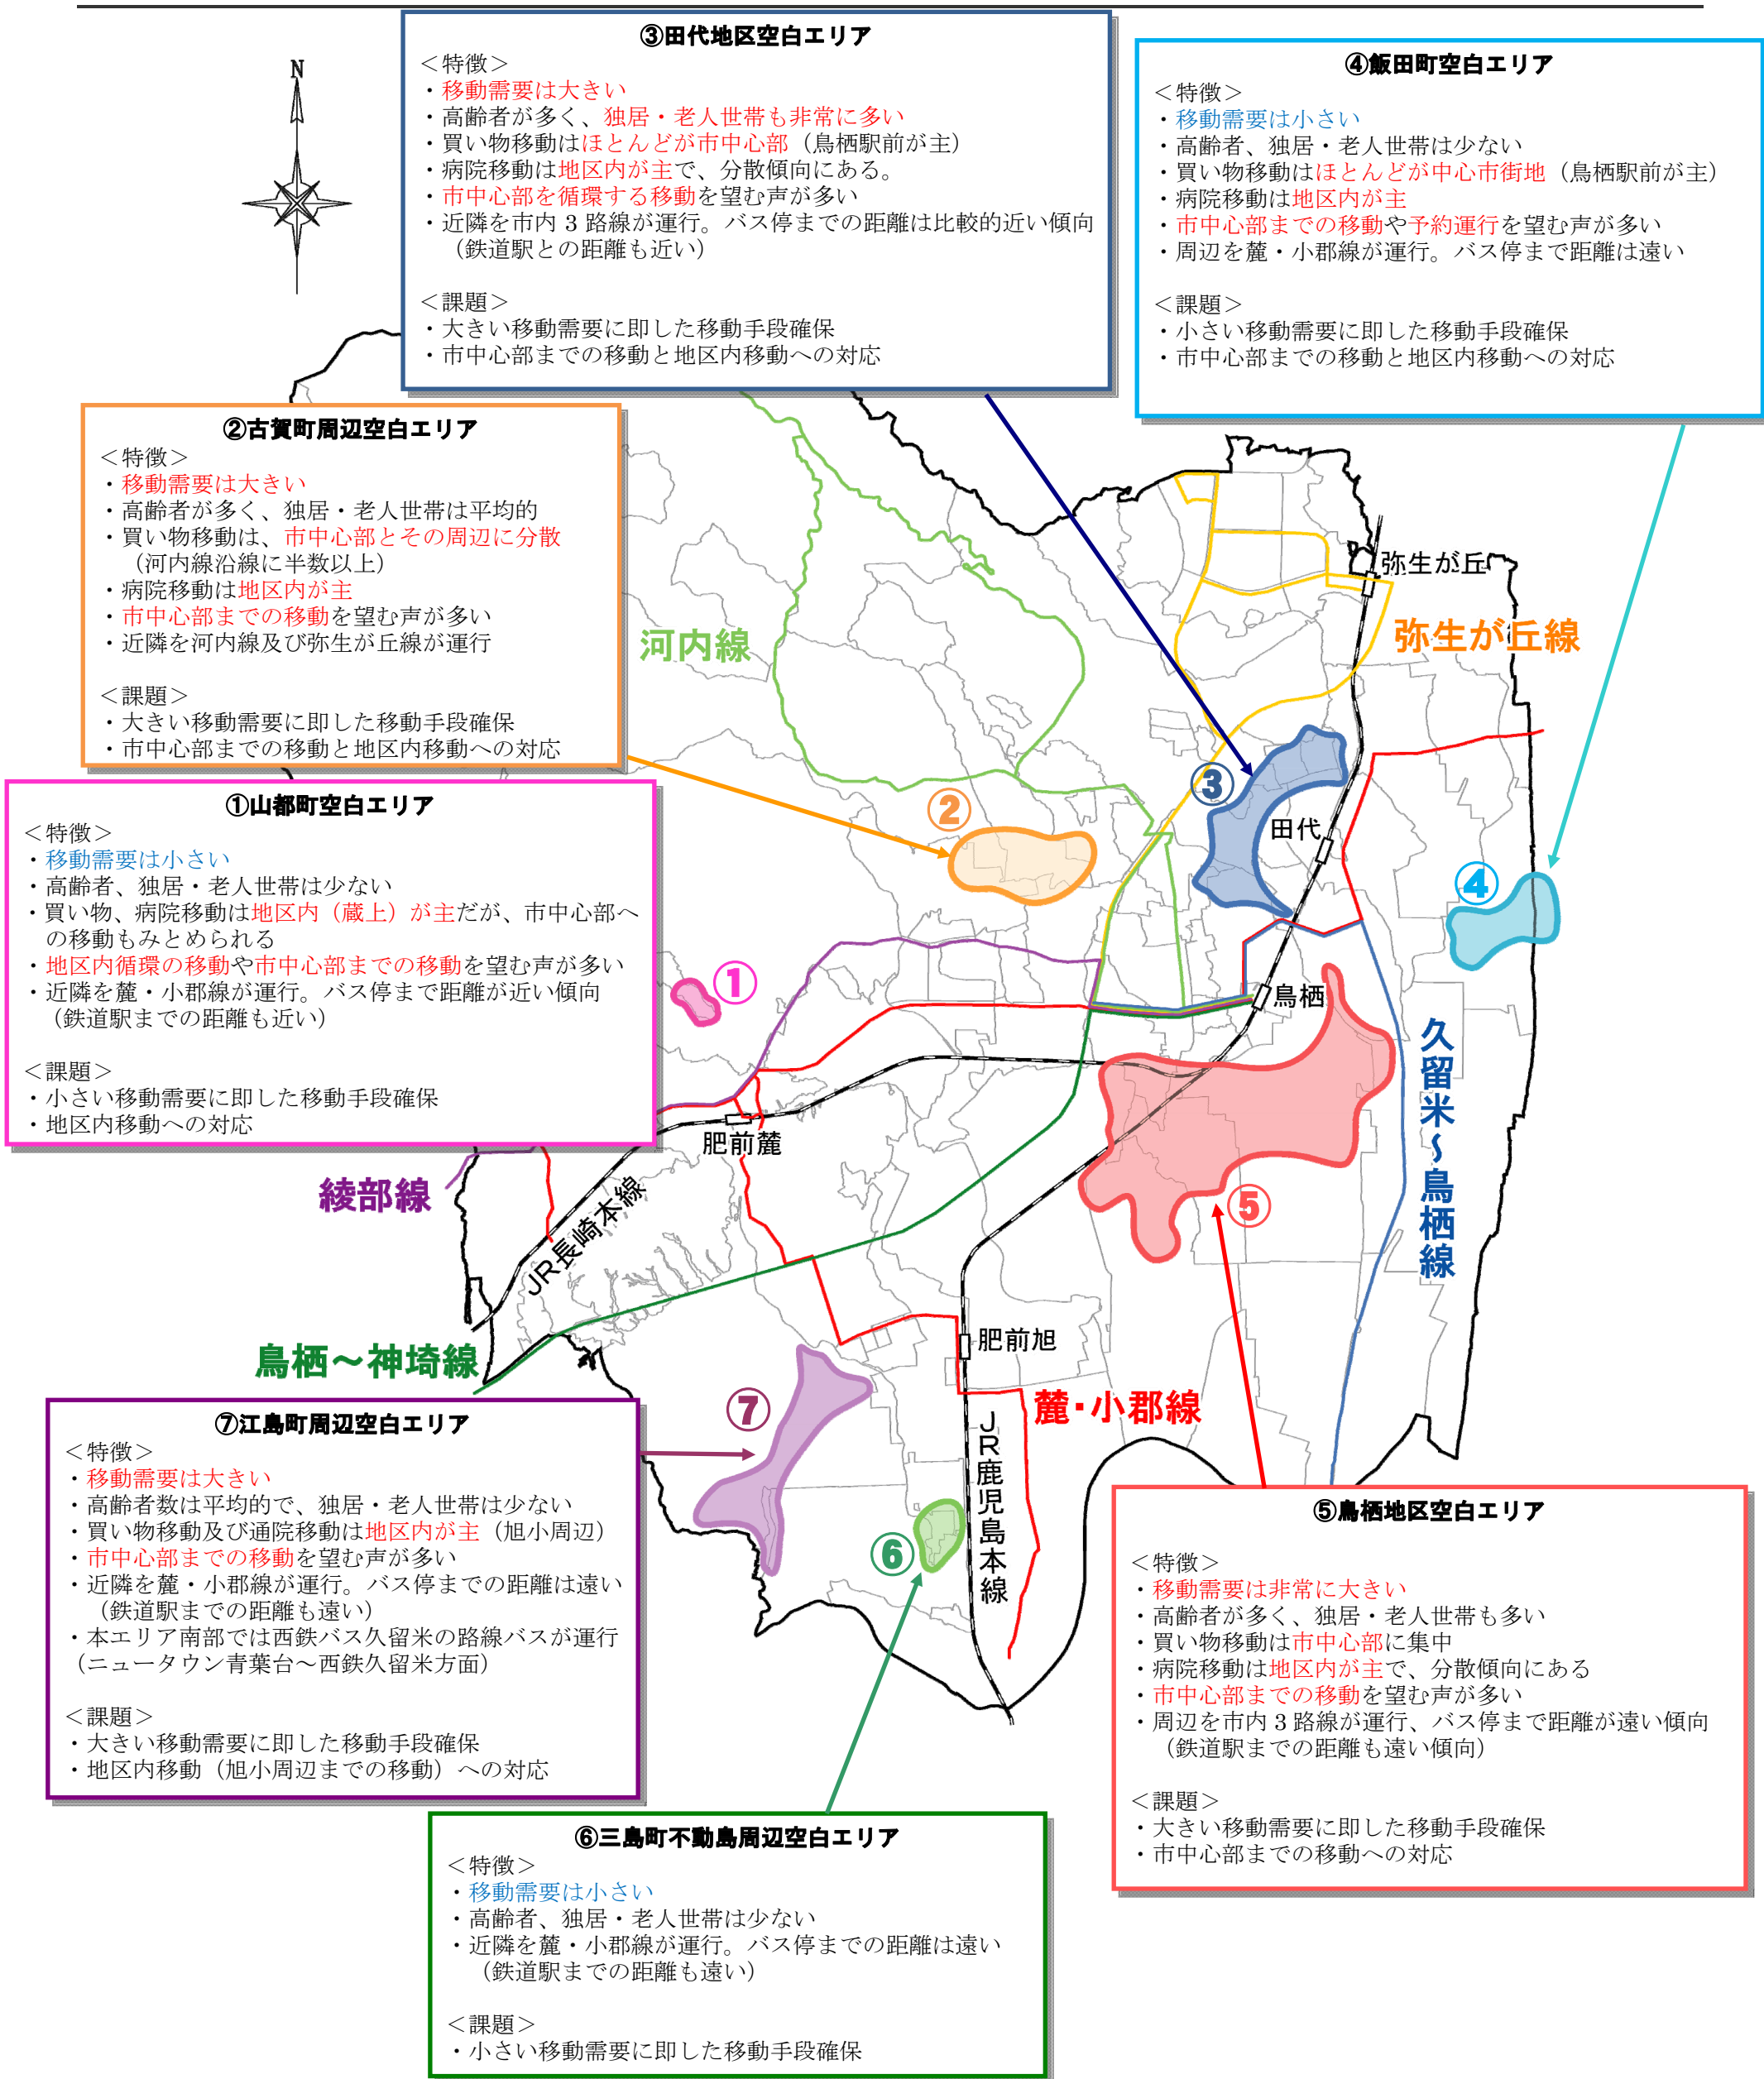 N
③田代地区空白エリア
＜特徴＞
・移動需要は大きい
・高齢者が多く、独居・老人世帯も非常に多い
・買い物移動はほとんどが市中心部（鳥栖駅前が主）
・病院移動は地区内が主で、分散傾向にある。
・市中心部を循環する移動を望む声が多い
・近隣を市内 3 路線が運行。バス停までの距離は比較的近い傾向
（鉄道駅との距離も近い）
＜課題＞
・大きい移動需要に即した移動手段確保
・市中心部までの移動と地区内移動への対応
④飯田町空白エリア
＜特徴＞
・移動需要は小さい
・高齢者、独居・老人世帯は少ない
・買い物移動はほとんどが中心市街地（鳥栖駅前が主）
・病院移動は地区内が主
・市中心部までの移動や予約運行を望む声が多い
・周辺を麓・小郡線が運行。バス停まで距離は遠い
＜課題＞
・小さい移動需要に即した移動手段確保
・市中心部までの移動と地区内移動への対応
②古賀町周辺空白エリア
＜特徴＞
・移動需要は大きい
・高齢者が多く、独居・老人世帯は平均的
・買い物移動は、市中心部とその周辺に分散
（河内線沿線に半数以上）
・病院移動は地区内が主
・市中心部までの移動を望む声が多い
・近隣を河内線及び弥生が丘線が運行
＜課題＞
・大きい移動需要に即した移動手段確保
・市中心部までの移動と地区内移動への対応
①山都町空白エリア
＜特徴＞
・移動需要は小さい
・高齢者、独居・老人世帯は少ない
・買い物、病院移動は地区内（蔵上）が主だが、市中心部へ
の移動もみとめられる
・地区内循環の移動や市中心部までの移動を望む声が多い
・近隣を麓・小郡線が運行。バス停まで距離が近い傾向
（鉄道駅までの距離も近い）
＜課題＞
・小さい移動需要に即した移動手段確保
・地区内移動への対応
弥生が丘
弥生が丘線
河内線
③
②
田代
④
①
鳥栖
久留米～鳥栖線
肥前麓
綾部線
JR長崎本線
⑤
鳥栖～神埼線
肥前旭
⑦
麓・小郡線
JR鹿児島本線
⑥
⑦江島町周辺空白エリア
＜特徴＞
・移動需要は大きい
・高齢者数は平均的で、独居・老人世帯は少ない
・買い物移動及び通院移動は地区内が主（旭小周辺）
・市中心部までの移動を望む声が多い
・近隣を麓・小郡線が運行。バス停までの距離は遠い
（鉄道駅までの距離も遠い）
・本エリア南部では西鉄バス久留米の路線バスが運行
（ニュータウン青葉台～西鉄久留米方面）
＜課題＞
・大きい移動需要に即した移動手段確保
・地区内移動（旭小周辺までの移動）への対応
⑤鳥栖地区空白エリア
＜特徴＞
・移動需要は非常に大きい
・高齢者が多く、独居・老人世帯も多い
・買い物移動は市中心部に集中
・病院移動は地区内が主で、分散傾向にある
・市中心部までの移動を望む声が多い
・周辺を市内 3 路線が運行、バス停まで距離が遠い傾向
（鉄道駅までの距離も遠い傾向）
＜課題＞
・大きい移動需要に即した移動手段確保
・市中心部までの移動への対応
⑥三島町不動島周辺空白エリア
＜特徴＞
・移動需要は小さい
・高齢者、独居・老人世帯は少ない
・近隣を麓・小郡線が運行。バス停までの距離は遠い
（鉄道駅までの距離も遠い）
＜課題＞
・小さい移動需要に即した移動手段確保